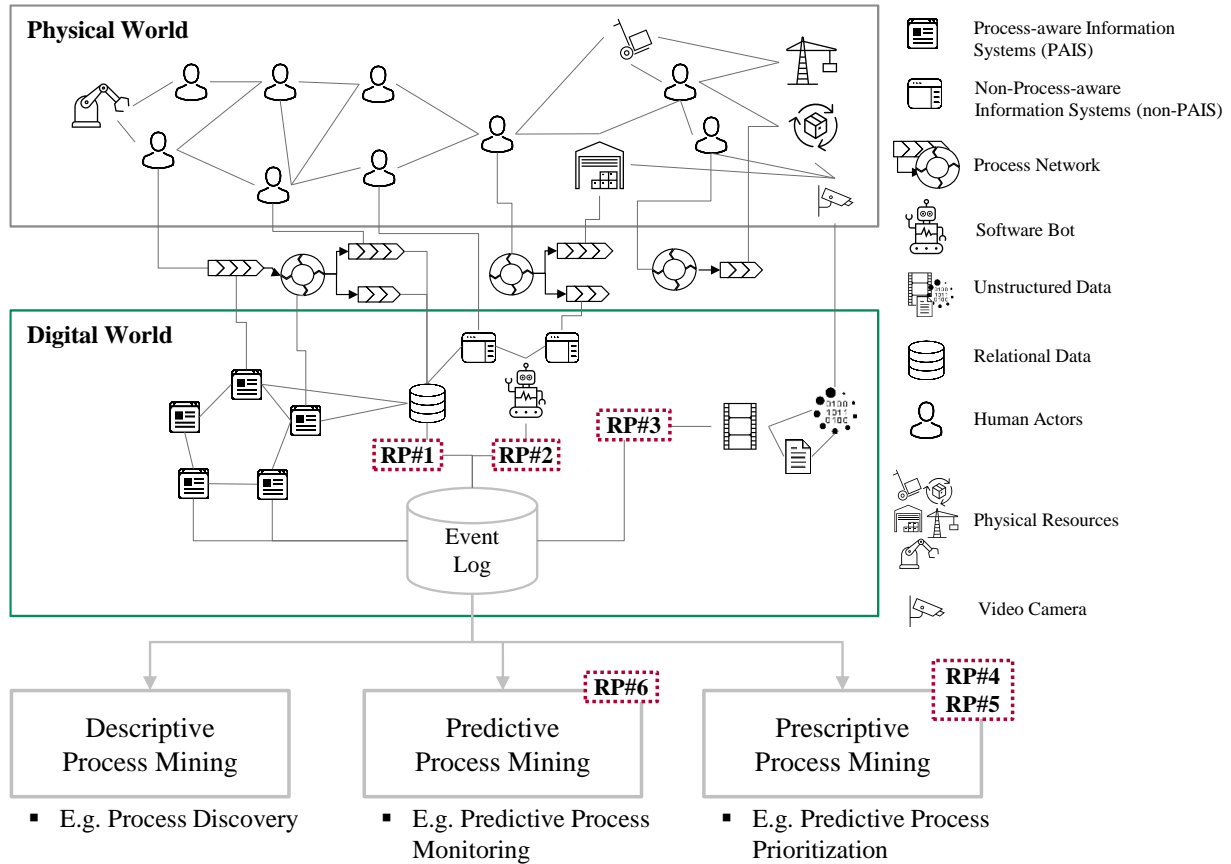 Physical World
Process-aware Information
Systems (PAIS)
Non-Process-aware
Information Systems (non-PAIS)
Process Network
Software Bot
Unstructured Data
Relational Data
Human Actors
Physical Resources
Video Camera
Digital World
0100
1011
0100
RP#1
RP#2
RP#3
Event
Log
RP#6
RP#4
RP#5
Descriptive
Process Mining
Predictive
Process Mining
Prescriptive
Process Mining
▪ E.g. Process Discovery
▪ E.g. Predictive Process
Monitoring
▪ E.g. Predictive Process
Prioritization